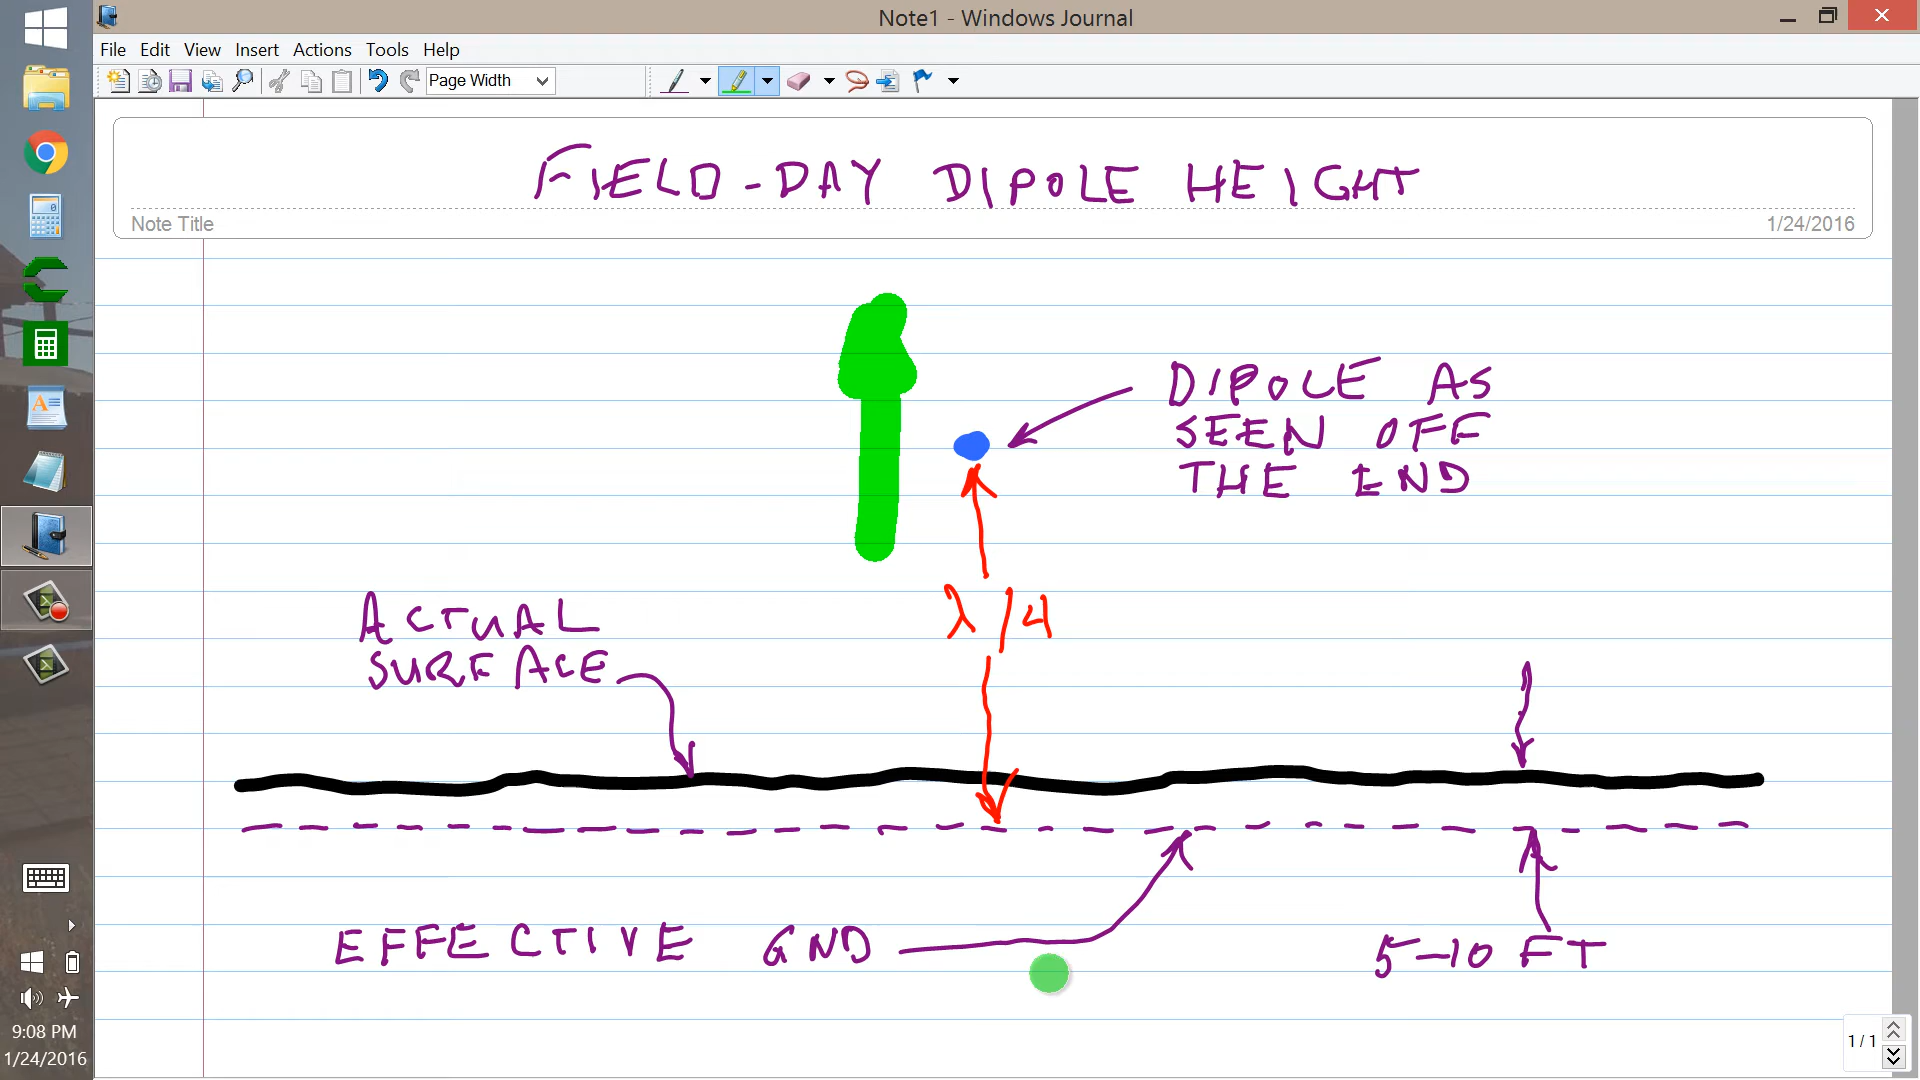 Note1 - Windows Journal
File Edit View Insert Actions Tools Help
Page Width
FIELD-DAY DIPOLE HEIGHT
Note Title 1/24/2016
DIPOLE AS
SEEN OFF
THE END
λ/4
ACTUAL
SURFACE
EFFECTIVE GND
5-10 FT
9:08 PM
1/24/2016
1 / 1